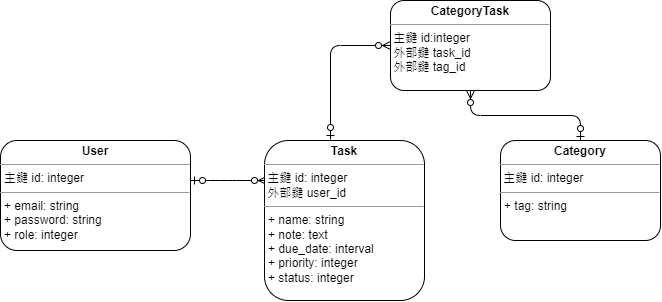 CategoryTask
主鍵 id:integer
外部鍵 task_id
外部鍵 tag_id
User
主鍵 id: integer
+ email: string
+ password: string
+ role: integer
Task
主鍵 id: integer
外部鍵 user_id
+ name: string
+ note: text
+ due_date: interval
+ priority: integer
+ status: integer
Category
主鍵 id: integer
+ tag: string